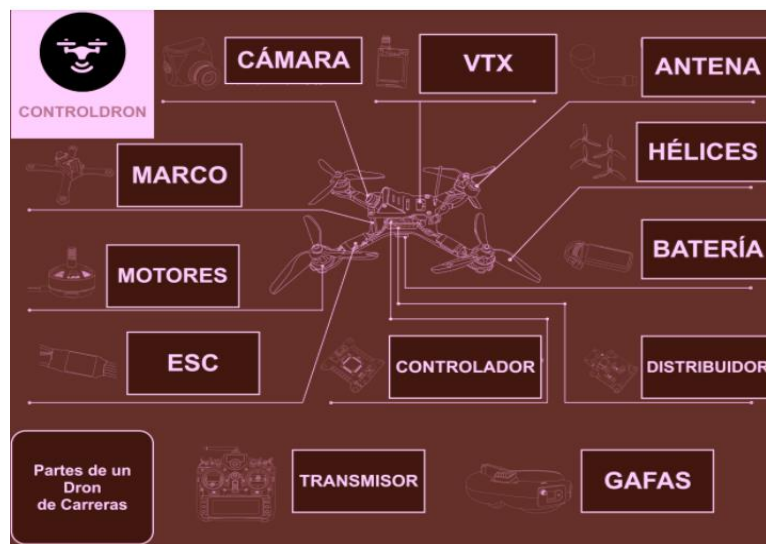 CONTROLDRON
CÁMARA
VTX
ANTENA
MARCO
HÉLICES
MOTORES
BATERÍA
ESC
CONTROLADOR
DISTRIBUIDOR
Partes de un
Dron
de Carreras
TRANSMISOR
GAFAS